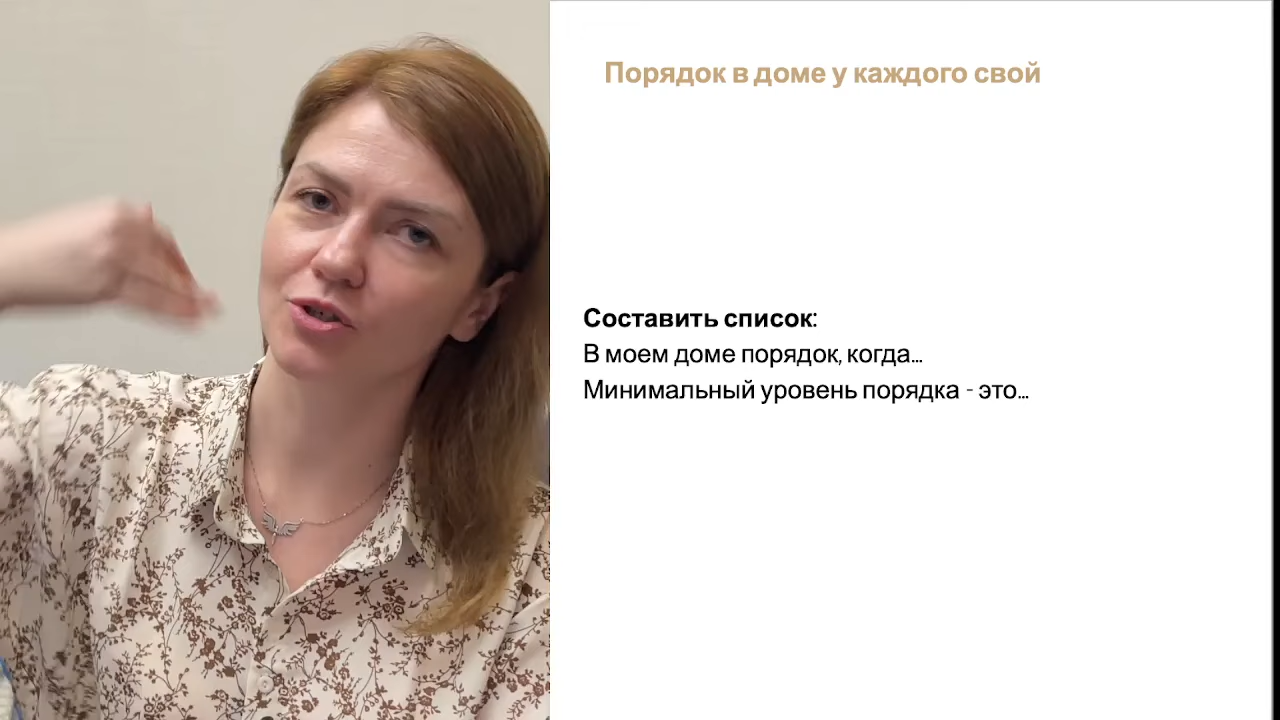 Порядок в доме у каждого свой
Составить список:
В моем доме порядок, когда...
Минимальный уровень порядка - это...